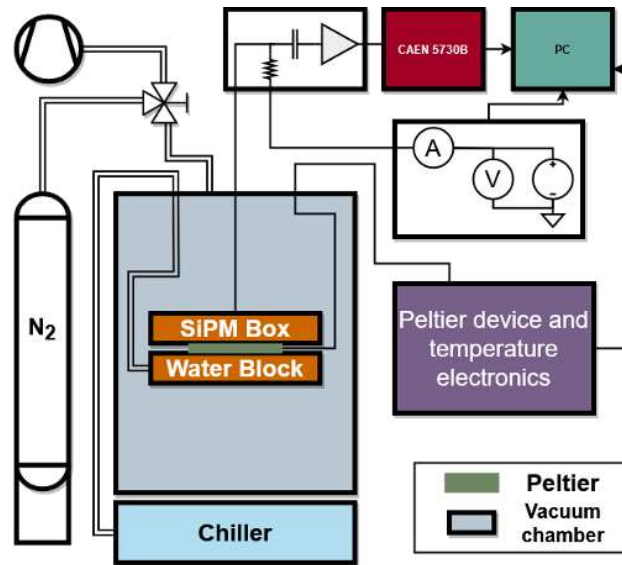 CAEN 5730B
PC
A
V
+
-
N2
SiPM Box
Water Block
Peltier device and
temperature
electronics
Peltier
Vacuum
chamber
Chiller